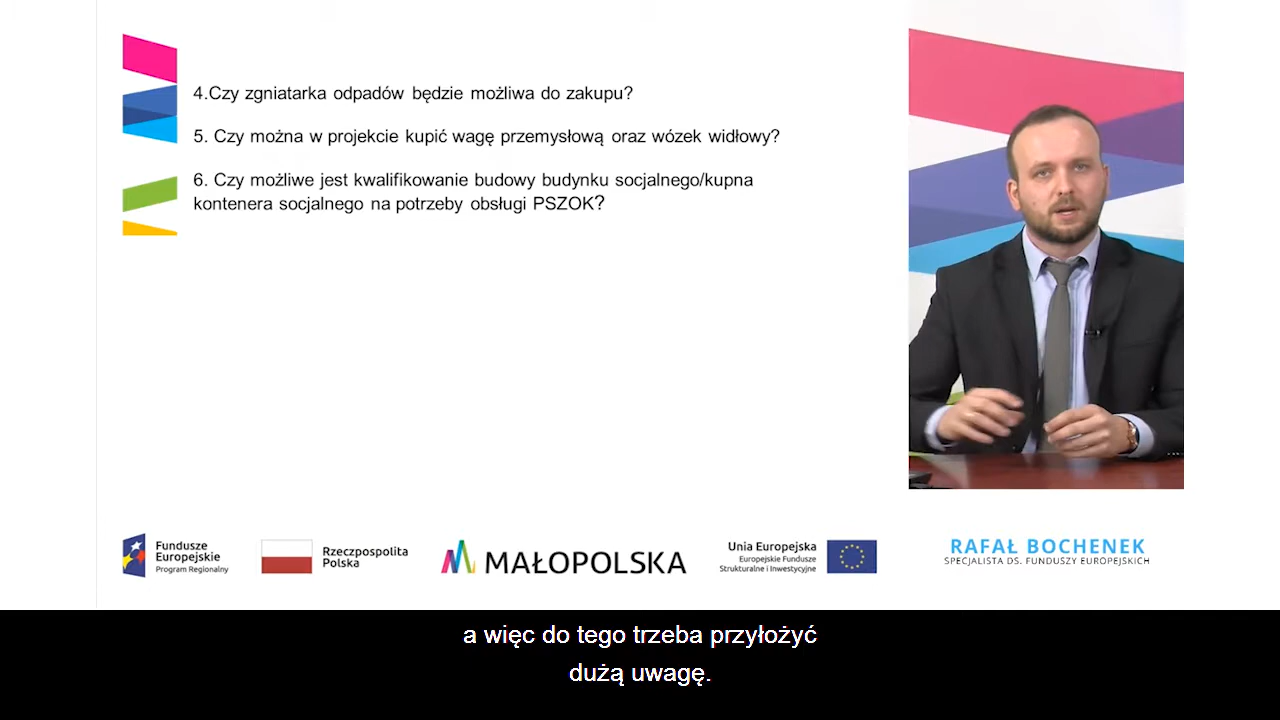 4.Czy zgniatarka odpadów będzie możliwa do zakupu?
5. Czy można w projekcie kupić wagę przemysłową oraz wózek widłowy?
6. Czy możliwe jest kwalifikowanie budowy budynku socjalnego/kupna
kontenera socjalnego na potrzeby obsługi PSZOK?
Fundusze
Europejskie
Program Regionalny
Rzeczpospolita
Polska
MAŁOPOLSKA
Unia Europejska
Europejskie Fundusze
Strukturalne i Inwestycyjne
RAFAŁ BOCHENEK
SPECJALISTA DS. FUNDUSZY EUROPEJSKICH
a więc do tego trzeba przyłożyć
dużą uwagę.